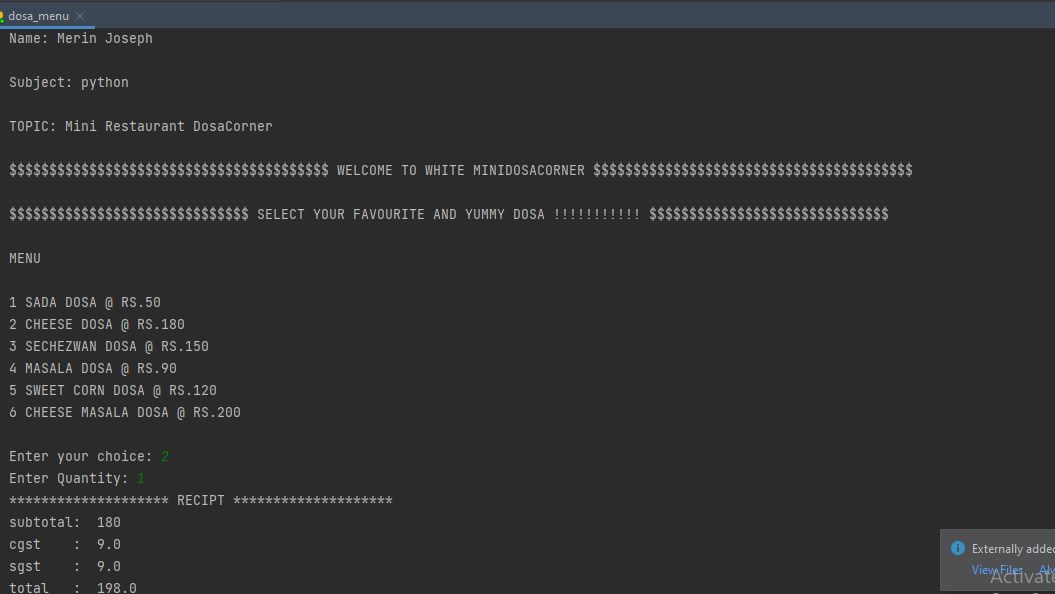 dosa_menu
Name: Merin Joseph
Subject: python
TOPIC: Mini Restaurant DosaCorner
$$$$$$$$$$$$$$$$$$$$$$$$$$$$$$$$$$$$$$$$ WELCOME TO WHITE MINIDOSACORNER $$$$$$$$$$$$$$$$$$$$$$$$$$$$$$$$$$$$$$$$
$$$$$$$$$$$$$$$$$$$$$$$$$$$$$$ SELECT YOUR FAVOURITE AND YUMMY DOSA !!!!!!!!!!! $$$$$$$$$$$$$$$$$$$$$$$$$$$$$$
MENU
1 SADA DOSA @ RS.50
2 CHEESE DOSA @ RS.180
3 SECHEZWAN DOSA @ RS.150
4 MASALA DOSA @ RS.90
5 SWEET CORN DOSA @ RS.120
6 CHEESE MASALA DOSA @ RS.200
Enter your choice: 2
Enter Quantity: 1
******************** RECIPT ********************
subtotal:  180
cgst    :  9.0
sgst    :  9.0
total   :  198.0
Externally added
View Files
Activate